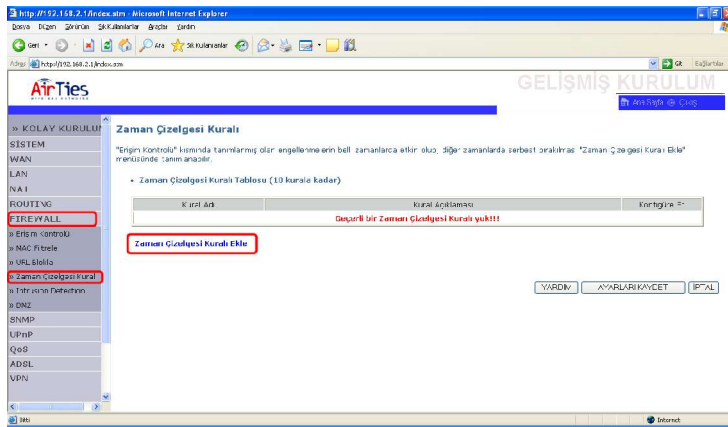 http://192.168.2.1/index.stm - Microsoft Internet Explorer
Dosya Düzen Görünüm Sık Kullanılanlar Araçlar Yardım
Geri Ara Sık Kullanılanlar
Adres http://192.168.2.1/index.stm Git Bağlantılar
AirTies
GELİŞMİŞ KURULUM
Ana Sayfa Çıkış
» KOLAY KURULU
SİSTEM
WAN
LAN
NAT
ROUTING
FIREWALL
» Erişim Kontrolü
» MAC Filtrele
» URL Blokla
» Zaman Çizelgesi Kural
» Intrusion Detection
» DMZ
SNMP
UPnP
QoS
ADSL
VPN
Zaman Çizelgesi Kuralı
"Erişim Kontrolü" kısmında tanımlanmış olan engellenmelerin belli zamanlarda etkin olup, diğer zamanlarda serbest bırakılması "Zaman Çizelgesi Kuralı Ekle"
menüsünde tanımlanabilir.
• Zaman Çizelgesi Kuralı Tablosu (10 kurala kadar)
Kural Adı Kural Açıklaması Konfigüre Et
Geçerli bir Zaman Çizelgesi Kuralı yok!!!
Zaman Çizelgesi Kuralı Ekle
YARDIM AYARLARI KAYDET İPTAL
Bitti Internet